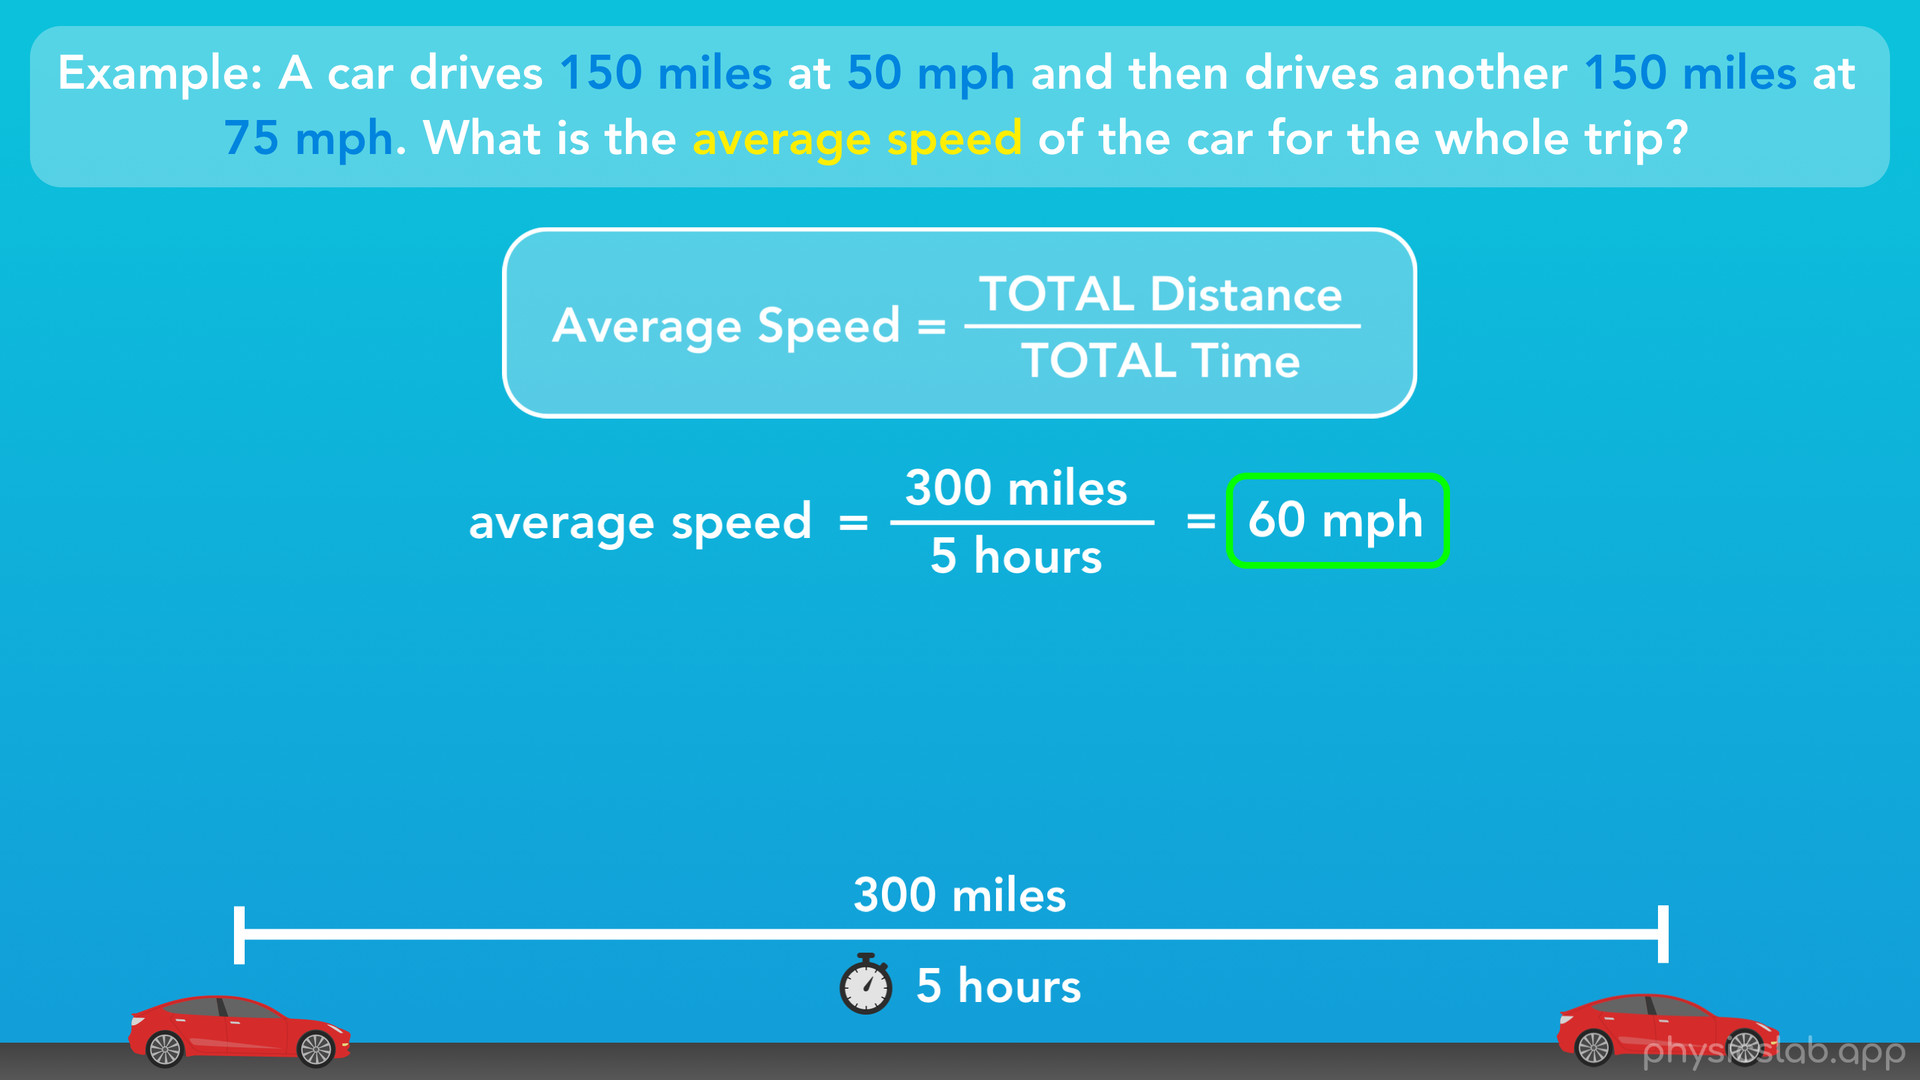 Example: A car drives 150 miles at 50 mph and then drives another 150 miles at
75 mph. What is the average speed of the car for the whole trip?
Average Speed = TOTAL Distance
TOTAL Time
average speed = 300 miles = 60 mph
5 hours
300 miles
5 hours
physicslab.app